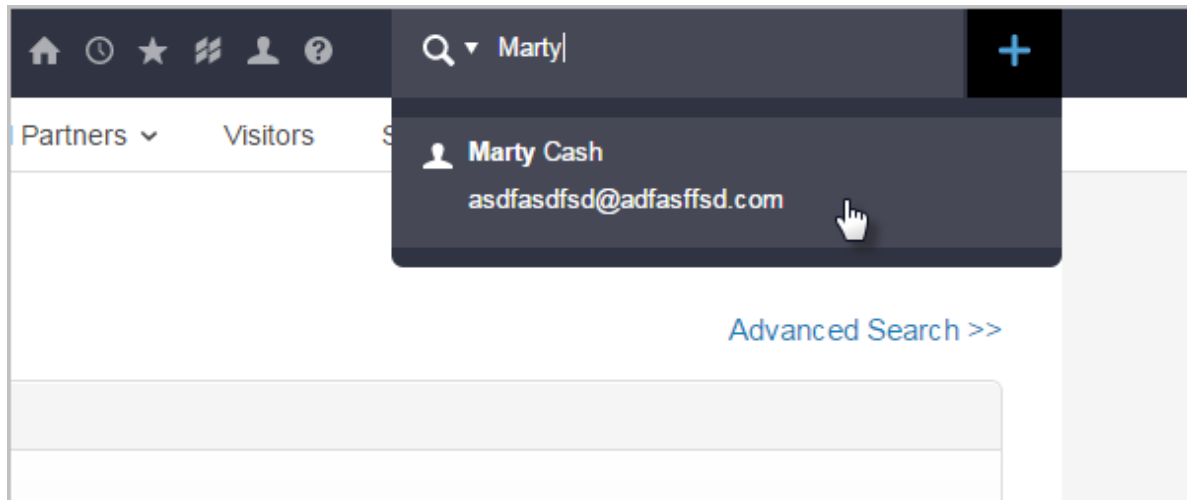 Marty
Partners
Visitors
Marty Cash
asdfasdfsd@adfasffsd.com
Advanced Search >>